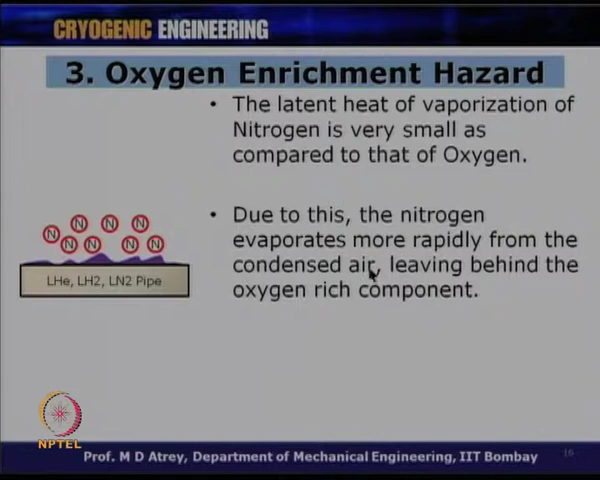 CRYOGENIC ENGINEERING
3. Oxygen Enrichment Hazard
• The latent heat of vaporization of
Nitrogen is very small as
compared to that of Oxygen.
• Due to this, the nitrogen
evaporates more rapidly from the
condensed air, leaving behind the
oxygen rich component.
N N N N
N N N N N
LHe, LH2, LN2 Pipe
NPTEL
Prof. M D Atrey, Department of Mechanical Engineering, IIT Bombay
16